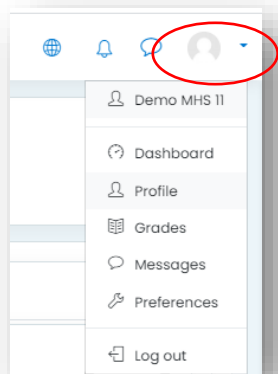 Demo MHS 11
Dashboard
Profile
Grades
Messages
Preferences
Log out